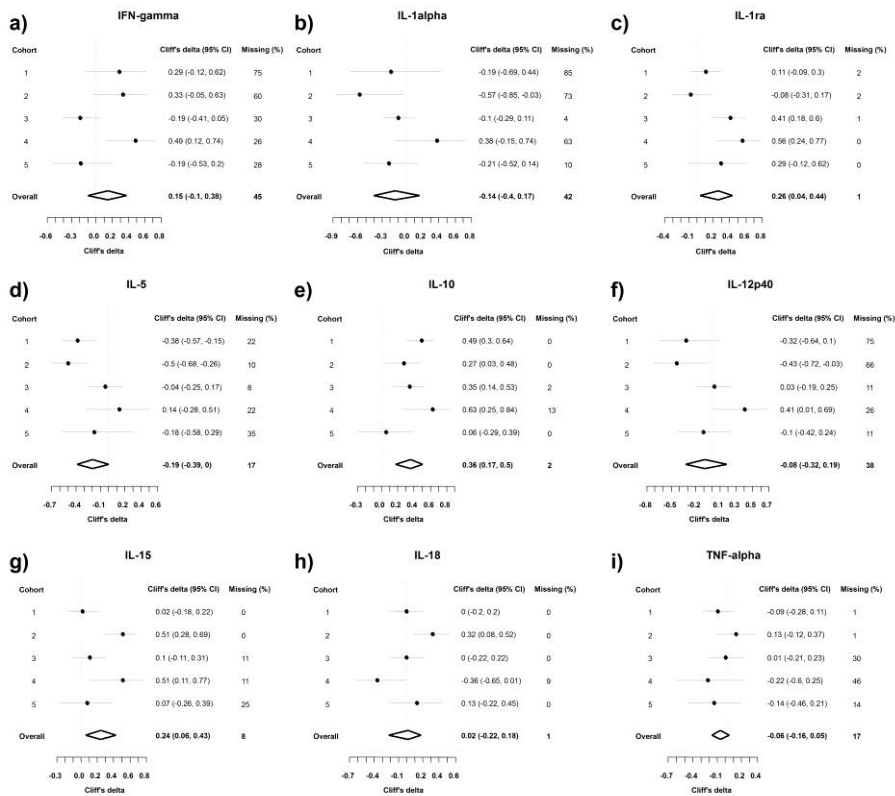 a) IFN-gamma
Cohort Cliff's delta (95% CI) Missing (%)
1 0.29 (-0.12, 0.62) 75
2 0.33 (-0.05, 0.63) 60
3 -0.19 (-0.41, 0.05) 30
4 0.49 (0.12, 0.74) 26
5 -0.19 (-0.53, 0.2) 28
Overall 0.15 (-0.1, 0.38) 45
-0.6 -0.3 0 0.2 0.4 0.6 0.8
Cliff's delta
b) IL-1alpha
Cohort Cliff's delta (95% CI) Missing (%)
1 -0.19 (-0.69, 0.44) 85
2 -0.57 (-0.85, -0.03) 73
3 -0.1 (-0.29, 0.11) 4
4 0.38 (-0.15, 0.74) 63
5 -0.21 (-0.52, 0.14) 10
Overall -0.14 (-0.4, 0.17) 42
-0.9 -0.6 -0.3 0 0.2 0.5 0.8
Cliff's delta
c) IL-1ra
Cohort Cliff's delta (95% CI) Missing (%)
1 0.11 (-0.09, 0.3) 2
2 -0.08 (-0.31, 0.17) 2
3 0.41 (0.18, 0.6) 1
4 0.56 (0.24, 0.77) 0
5 0.29 (-0.12, 0.62) 0
Overall 0.26 (0.04, 0.44) 1
-0.4 -0.1 0.2 0.4 0.6 0.8
Cliff's delta
d) IL-5
Cohort Cliff's delta (95% CI) Missing (%)
1 -0.38 (-0.57, -0.15) 22
2 -0.5 (-0.68, -0.26) 10
3 -0.04 (-0.25, 0.17) 8
4 0.14 (-0.28, 0.51) 22
5 -0.18 (-0.58, 0.29) 35
Overall -0.19 (-0.39, 0) 17
-0.7 -0.4 -0.1 0.2 0.4 0.6
Cliff's delta
e) IL-10
Cohort Cliff's delta (95% CI) Missing (%)
1 0.49 (0.3, 0.64) 0
2 0.27 (0.03, 0.48) 0
3 0.35 (0.14, 0.53) 2
4 0.63 (0.25, 0.84) 13
5 0.06 (-0.29, 0.39) 0
Overall 0.36 (0.17, 0.5) 2
-0.3 0.0 0.2 0.4 0.6 0.8
Cliff's delta
f) IL-12p40
Cohort Cliff's delta (95% CI) Missing (%)
1 -0.32 (-0.64, 0.1) 75
2 -0.43 (-0.72, -0.03) 66
3 0.03 (-0.19, 0.25) 11
4 0.41 (0.01, 0.69) 26
5 -0.1 (-0.42, 0.24) 11
Overall -0.08 (-0.32, 0.19) 38
-0.8 -0.5 -0.2 0.1 0.3 0.5 0.7
Cliff's delta
g) IL-15
Cohort Cliff's delta (95% CI) Missing (%)
1 0.02 (-0.18, 0.22) 0
2 0.51 (0.28, 0.69) 0
3 0.1 (-0.11, 0.31) 11
4 0.51 (0.11, 0.77) 11
5 0.07 (-0.26, 0.39) 25
Overall 0.24 (0.06, 0.43) 8
-0.3 0.0 0.2 0.4 0.6 0.8
Cliff's delta
h) IL-18
Cohort Cliff's delta (95% CI) Missing (%)
1 0 (-0.2, 0.2) 0
2 0.32 (0.08, 0.52) 0
3 0 (-0.22, 0.22) 0
4 -0.36 (-0.65, 0.01) 9
5 0.13 (-0.22, 0.45) 0
Overall 0.02 (-0.22, 0.18) 1
-0.7 -0.4 -0.1 0.2 0.4 0.6
Cliff's delta
i) TNF-alpha
Cohort Cliff's delta (95% CI) Missing (%)
1 -0.09 (-0.28, 0.11) 1
2 0.13 (-0.12, 0.37) 1
3 0.01 (-0.21, 0.23) 30
4 -0.22 (-0.6, 0.25) 46
5 -0.14 (-0.46, 0.21) 14
Overall -0.06 (-0.16, 0.05) 17
-0.7 -0.4 -0.1 0.1 0.4
Cliff's delta